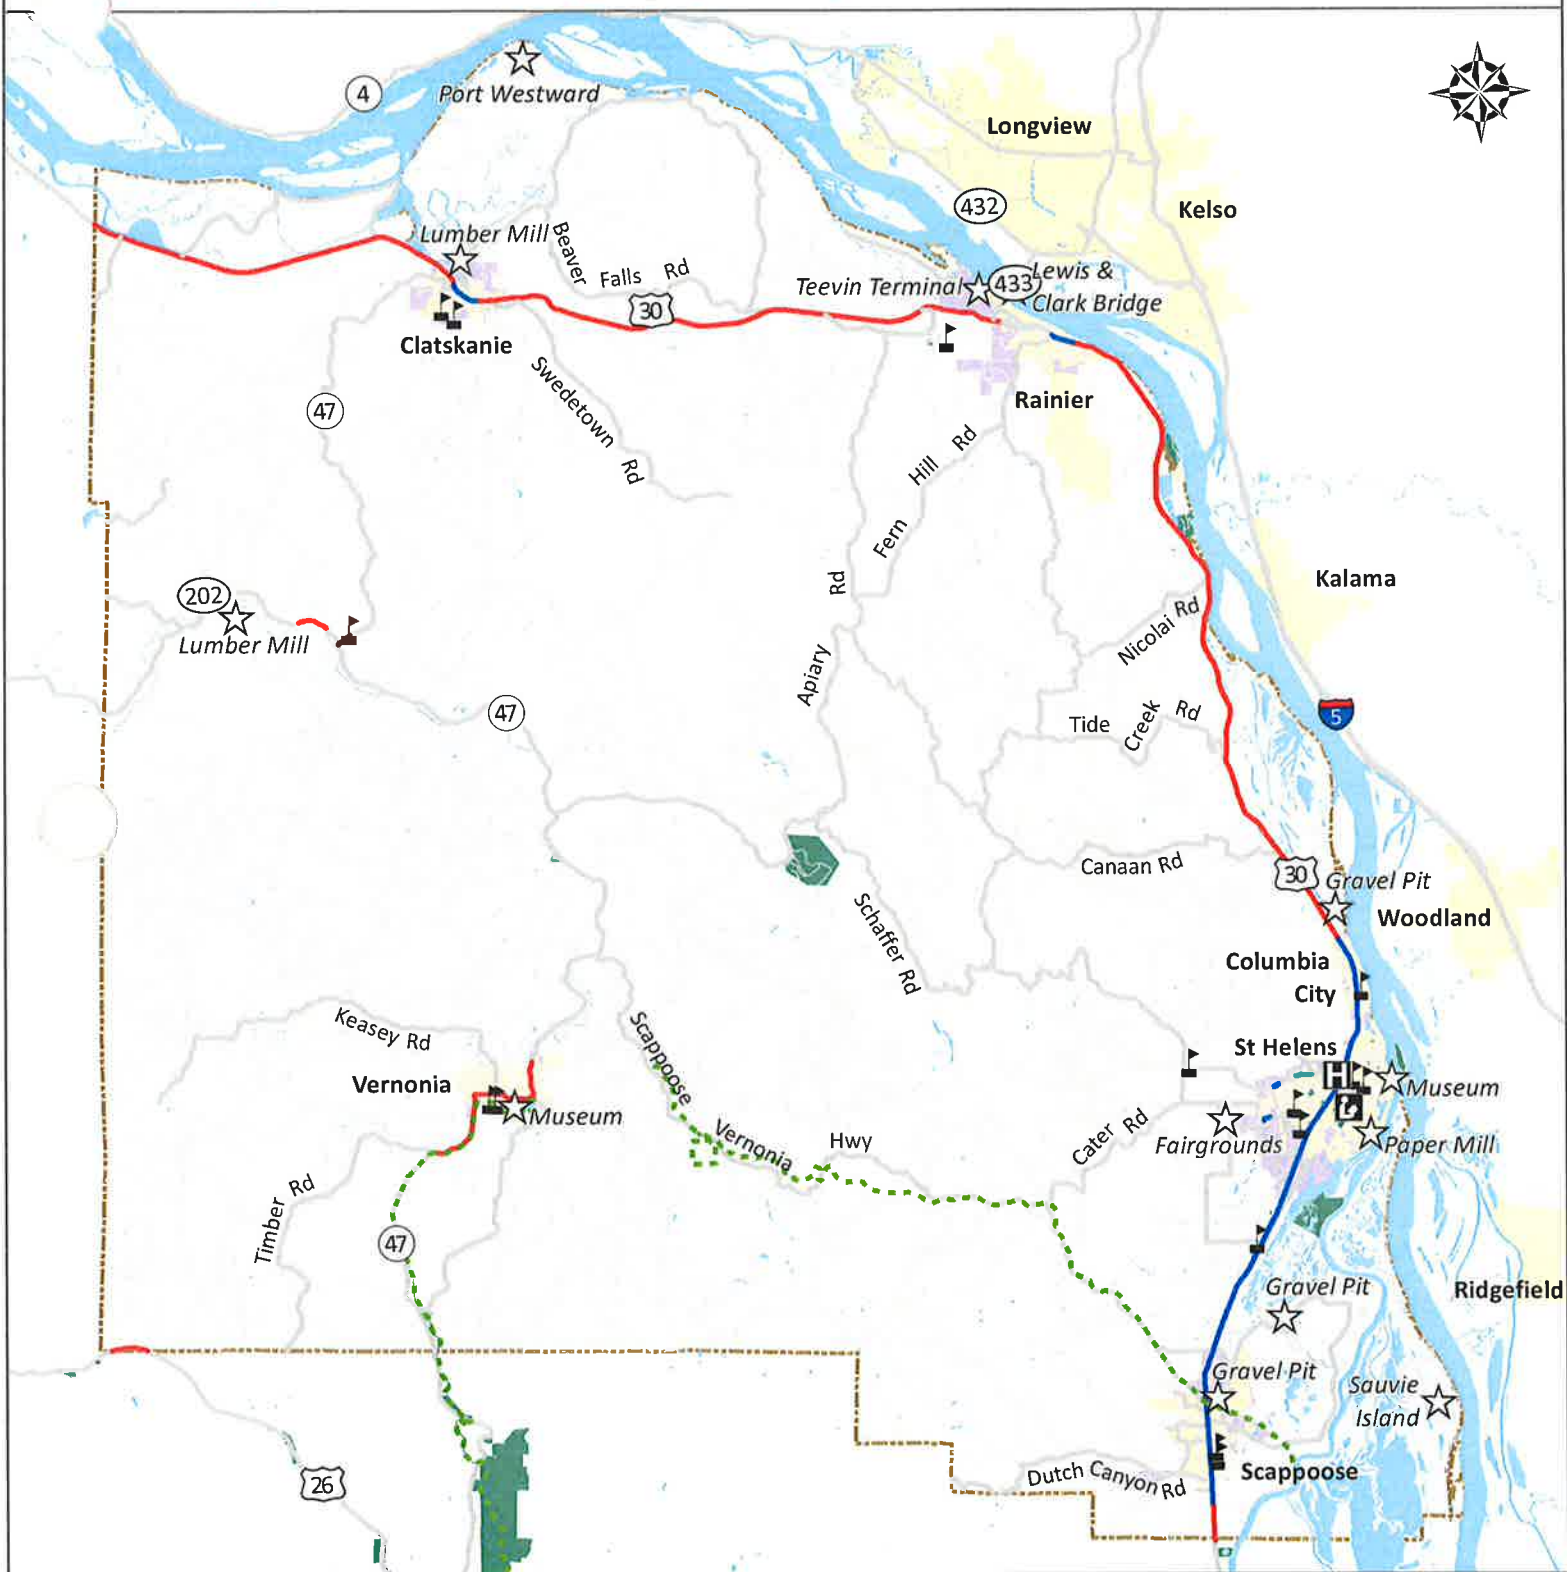 4
Port Westward
Longview
432
Kelso
Lumber Mill
Beaver
Falls Rd
30
Teevin Terminal
433
Lewis &
Clark Bridge
Clatskanie
Swedetown
Rd
47
Rainier
Fern
Hill
Rd
Kalama
202
Lumber Mill
Rd
Apiary
Nicolai Rd
47
Tide
Creek
Rd
5
Canaan Rd
30
Gravel Pit
Woodland
Schaffer Rd
Columbia
City
Keasey Rd
Scappoose
St Helens
H
Vernonia
Museum
Museum
Vernonia
Hwy
Cater Rd
Fairgrounds
Paper Mill
Timber Rd
47
Gravel Pit
Ridgefield
Gravel Pit
Sauvie
Island
26
Dutch Canyon Rd
Scappoose